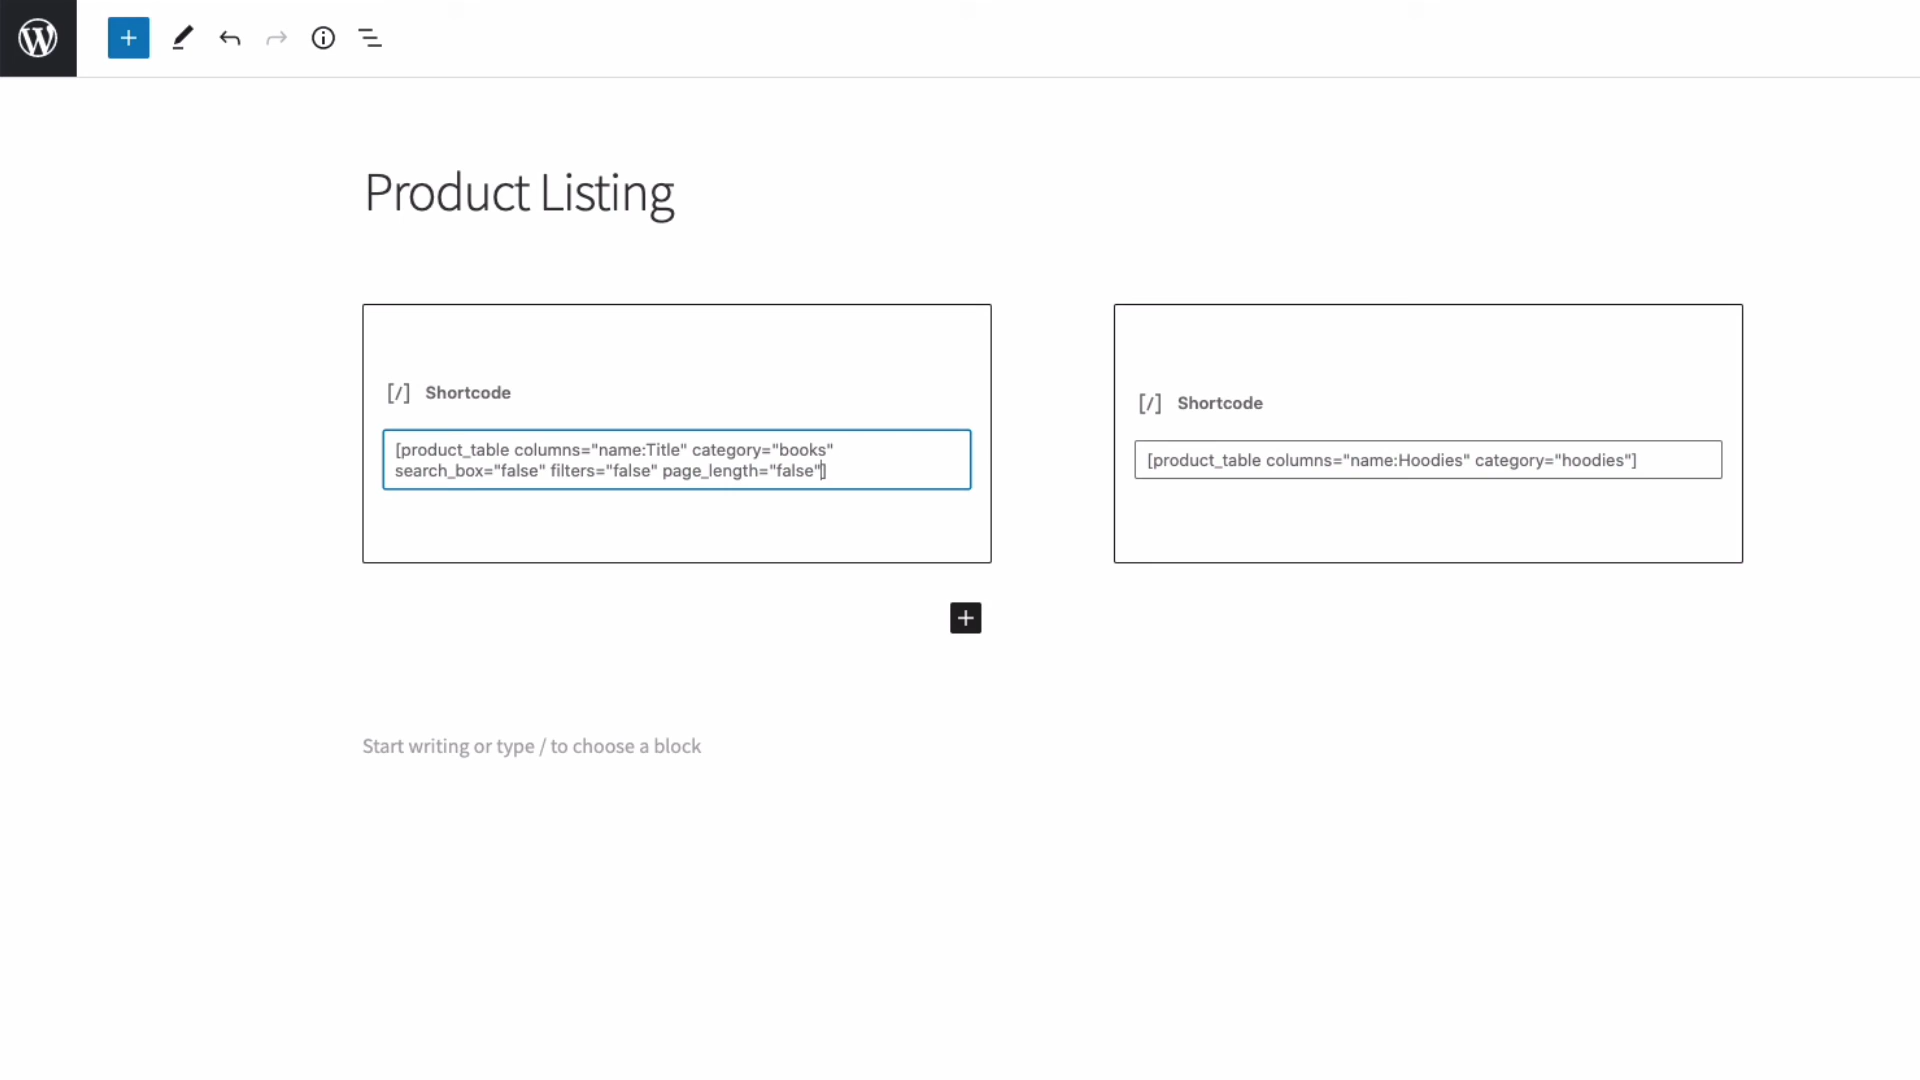 Product Listing
[/] Shortcode
[product_table columns="name:Title" category="books"
search_box="false" filters="false" page_length="false"]
[/] Shortcode
[product_table columns="name:Hoodies" category="hoodies"]
Start writing or type / to choose a block